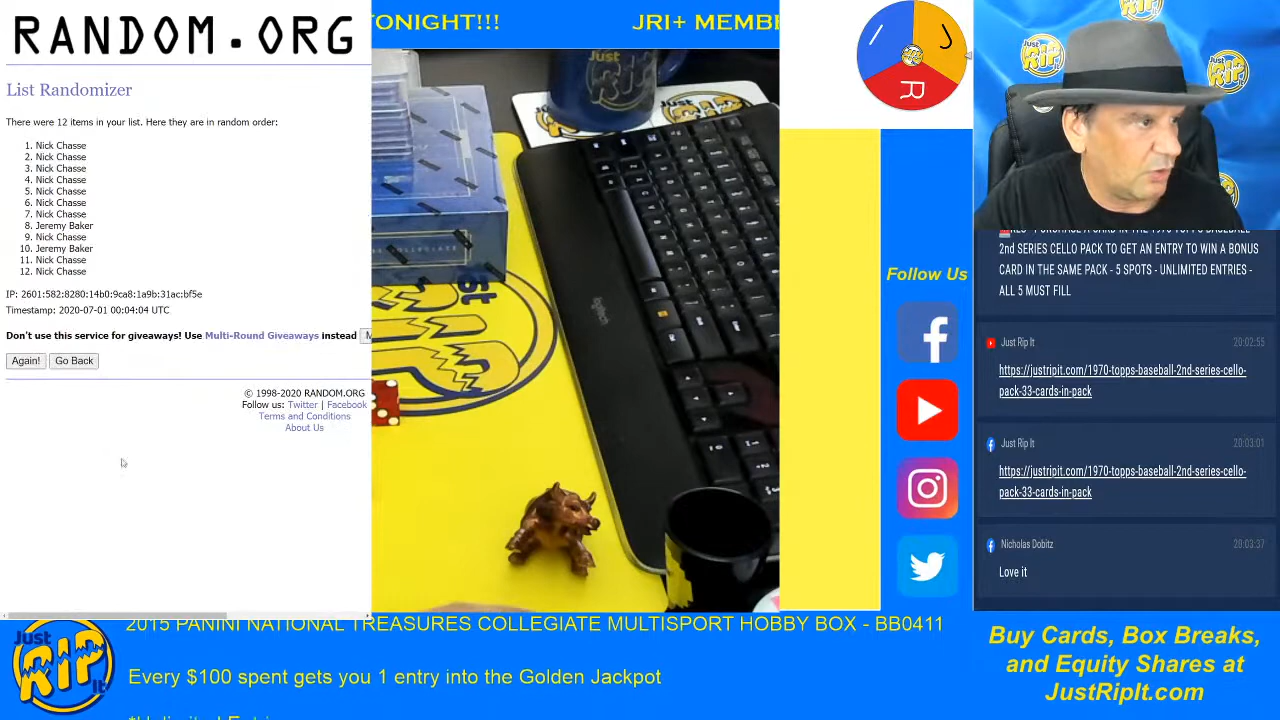 RANDOM.ORG
List Randomizer
There were 12 items in your list. Here they are in random order:
1. Nick Chasse
2. Nick Chasse
3. Nick Chasse
4. Nick Chasse
5. Nick Chasse
6. Nick Chasse
7. Nick Chasse
8. Jeremy Baker
9. Nick Chasse
10. Jeremy Baker
11. Nick Chasse
12. Nick Chasse
IP: 2601:582:8280:14b0:9ca8:1a9b:31ac:bf5e
Timestamp: 2020-07-01 00:04:04 UTC
Don't use this service for giveaways! Use Multi-Round Giveaways instead
Again! Go Back
© 1998-2020 RANDOM.ORG
Follow us: Twitter | Facebook
Terms and Conditions
About Us
TONIGHT!!! JRI+
Just
RIP
logitech
J
R
I
Follow Us
2nd SERIES CELLO PACK TO GET AN ENTRY TO WIN A BONUS
CARD IN THE SAME PACK - 5 SPOTS - UNLIMITED ENTRIES -
ALL 5 MUST FILL
Just Rip It 20:02:55
https://justripit.com/1970-topps-baseball-2nd-series-cello-
pack-33-cards-in-pack
Just Rip It 20:03:01
https://justripit.com/1970-topps-baseball-2nd-series-cello-
pack-33-cards-in-pack
Nicholas Dobitz 20:03:37
Love it
Just
RIP
It
2015 PANINI NATIONAL TREASURES COLLEGIATE MULTISPORT HOBBY BOX - BB0411
Every $100 spent gets you 1 entry into the Golden Jackpot
Buy Cards, Box Breaks,
and Equity Shares at
JustRipIt.com